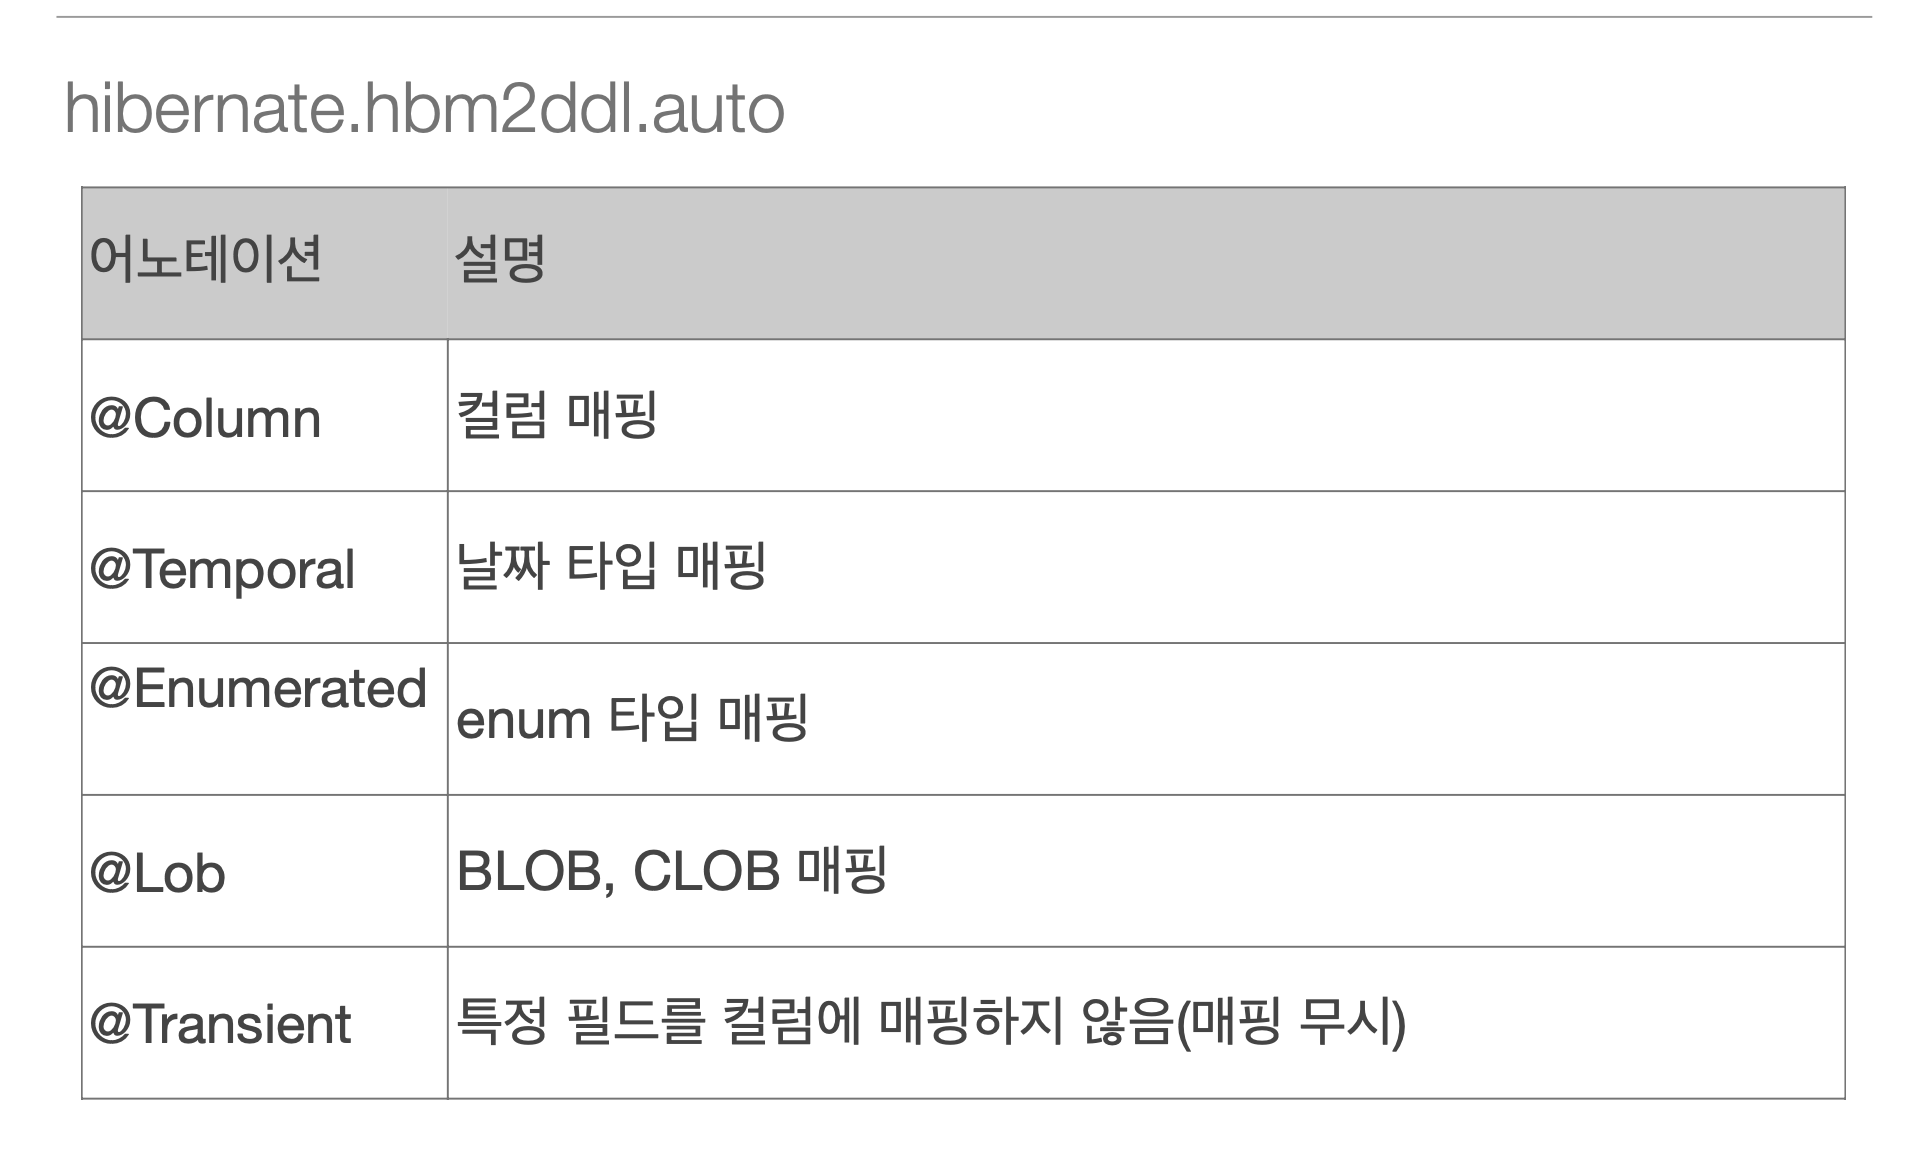 hibernate.hbm2ddl.auto
어노테이션 설명
@Column 컬럼 매핑
@Temporal 날짜 타입 매핑
@Enumerated enum 타입 매핑
@Lob BLOB, CLOB 매핑
@Transient 특정 필드를 컬럼에 매핑하지 않음(매핑 무시)